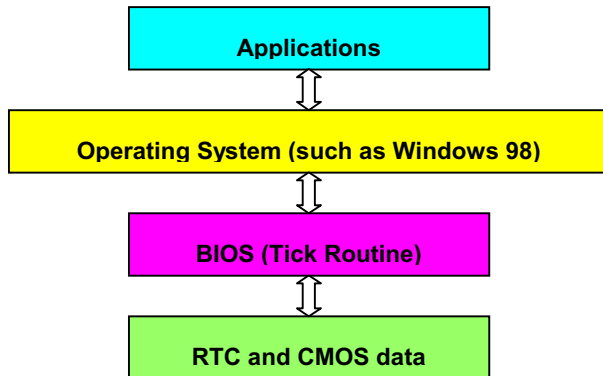 Applications
Operating System (such as Windows 98)
BIOS (Tick Routine)
RTC and CMOS data